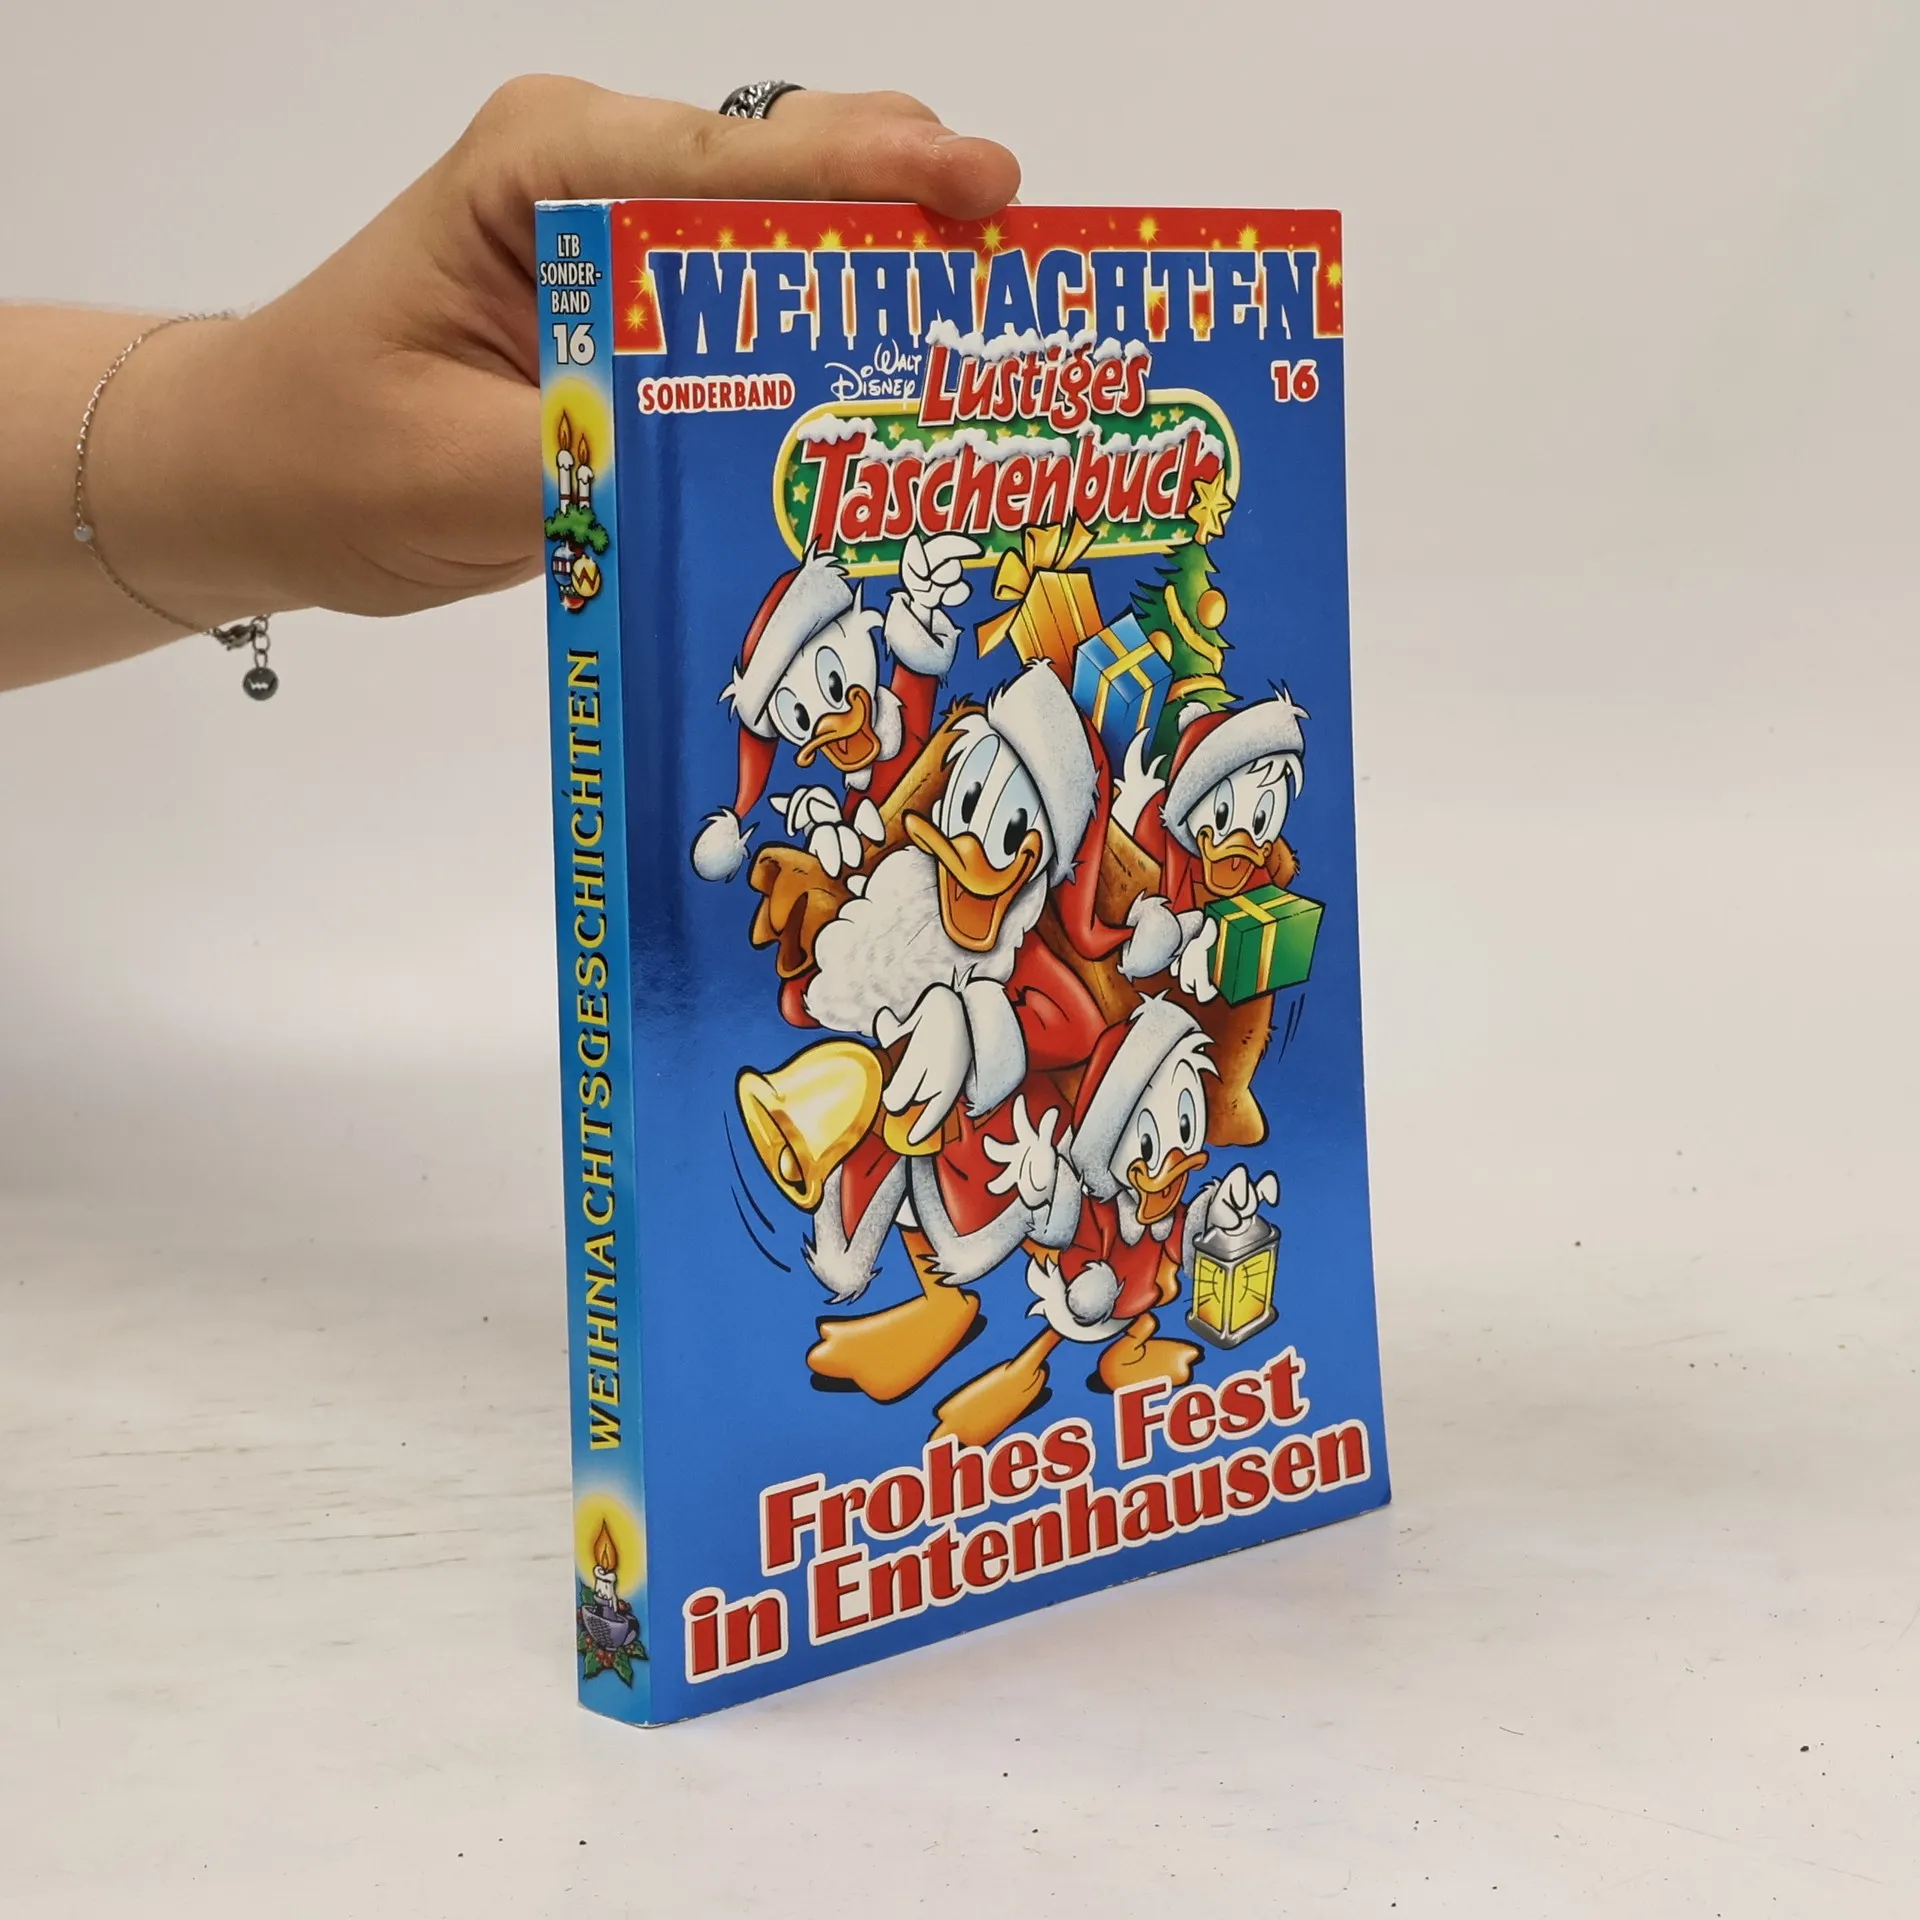 LTB
SONDER-
BAND
16
WEIHNACHTSGESCHICHTEN
WEIHNACHTEN
SONDERBAND
WALT
DISNEY
Lustiges
Taschenbuch
16
Frohes Fest
in Entenhausen